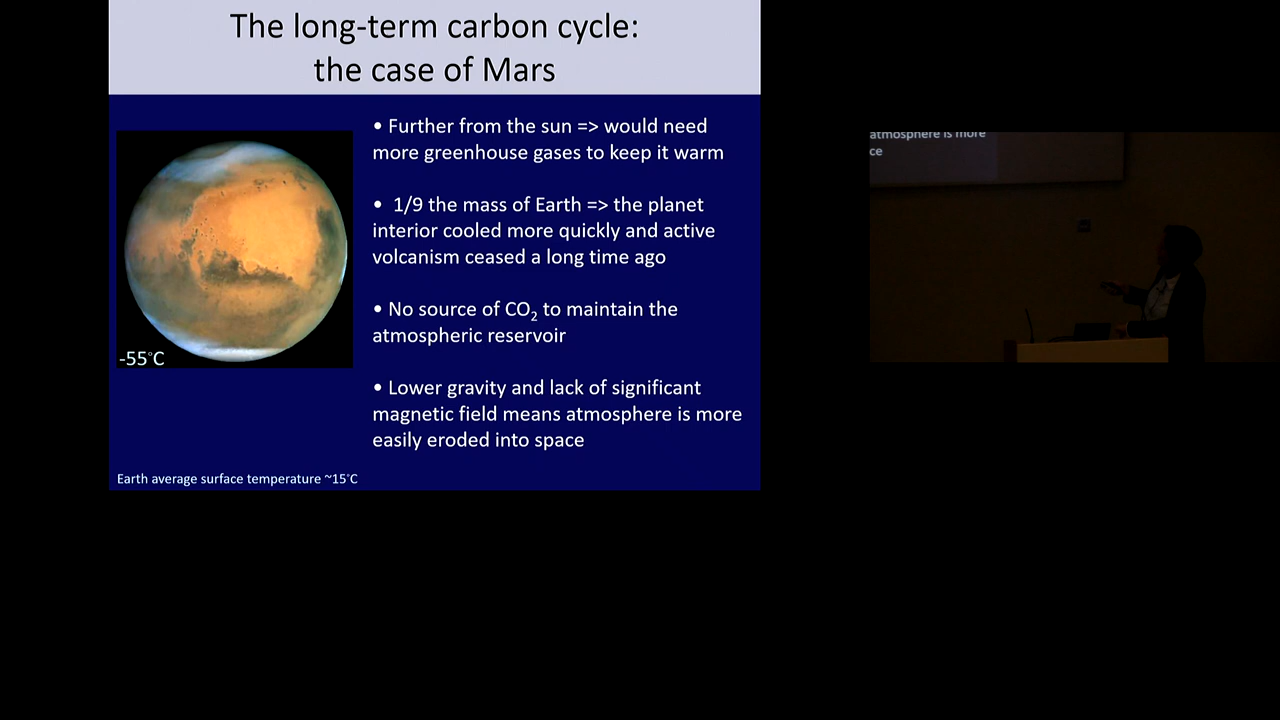 The long-term carbon cycle:
the case of Mars
• Further from the sun => would need
more greenhouse gases to keep it warm
• 1/9 the mass of Earth => the planet
interior cooled more quickly and active
volcanism ceased a long time ago
• No source of CO₂ to maintain the
atmospheric reservoir
• Lower gravity and lack of significant
magnetic field means atmosphere is more
easily eroded into space
-55°C
Earth average surface temperature ~15°C
atmosphere is more
ce